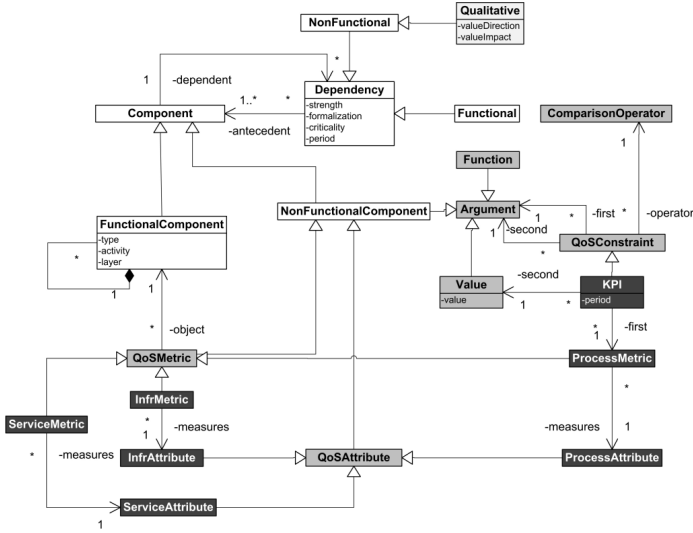 Qualitative
-valueDirection
-valueImpact
NonFunctional
*
1
-dependent
Dependency
-strength
-formalization
-criticality
-period
1..*
*
-antecedent
Component
Functional
ComparisonOperator
1
Function
NonFunctionalComponent
Argument
1
*
-first
*
-operator
1
-second
*
QoSConstraint
FunctionalComponent
-type
-activity
-layer
*
1
1
Value
-value
-second
1
*
KPI
-period
*
-object
*
1
-first
QoSMetric
ProcessMetric
InfrMetric
*
ServiceMetric
*
1
-measures
-measures
1
*
-measures
InfrAttribute
QoSAttribute
ProcessAttribute
ServiceAttribute
1